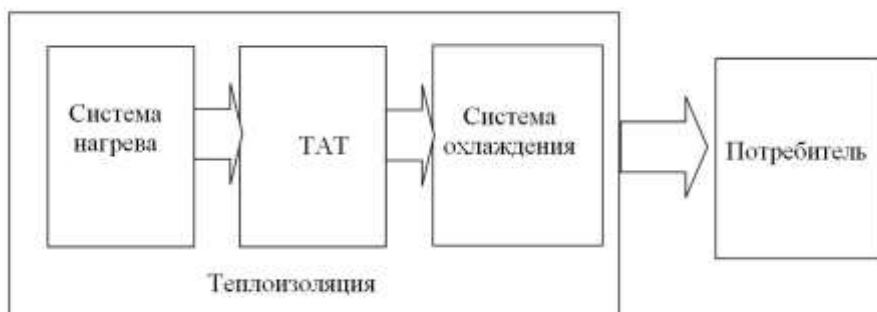 Система
нагрева
ТАТ
Система
охлаждения
Потребитель
Теплоизоляция